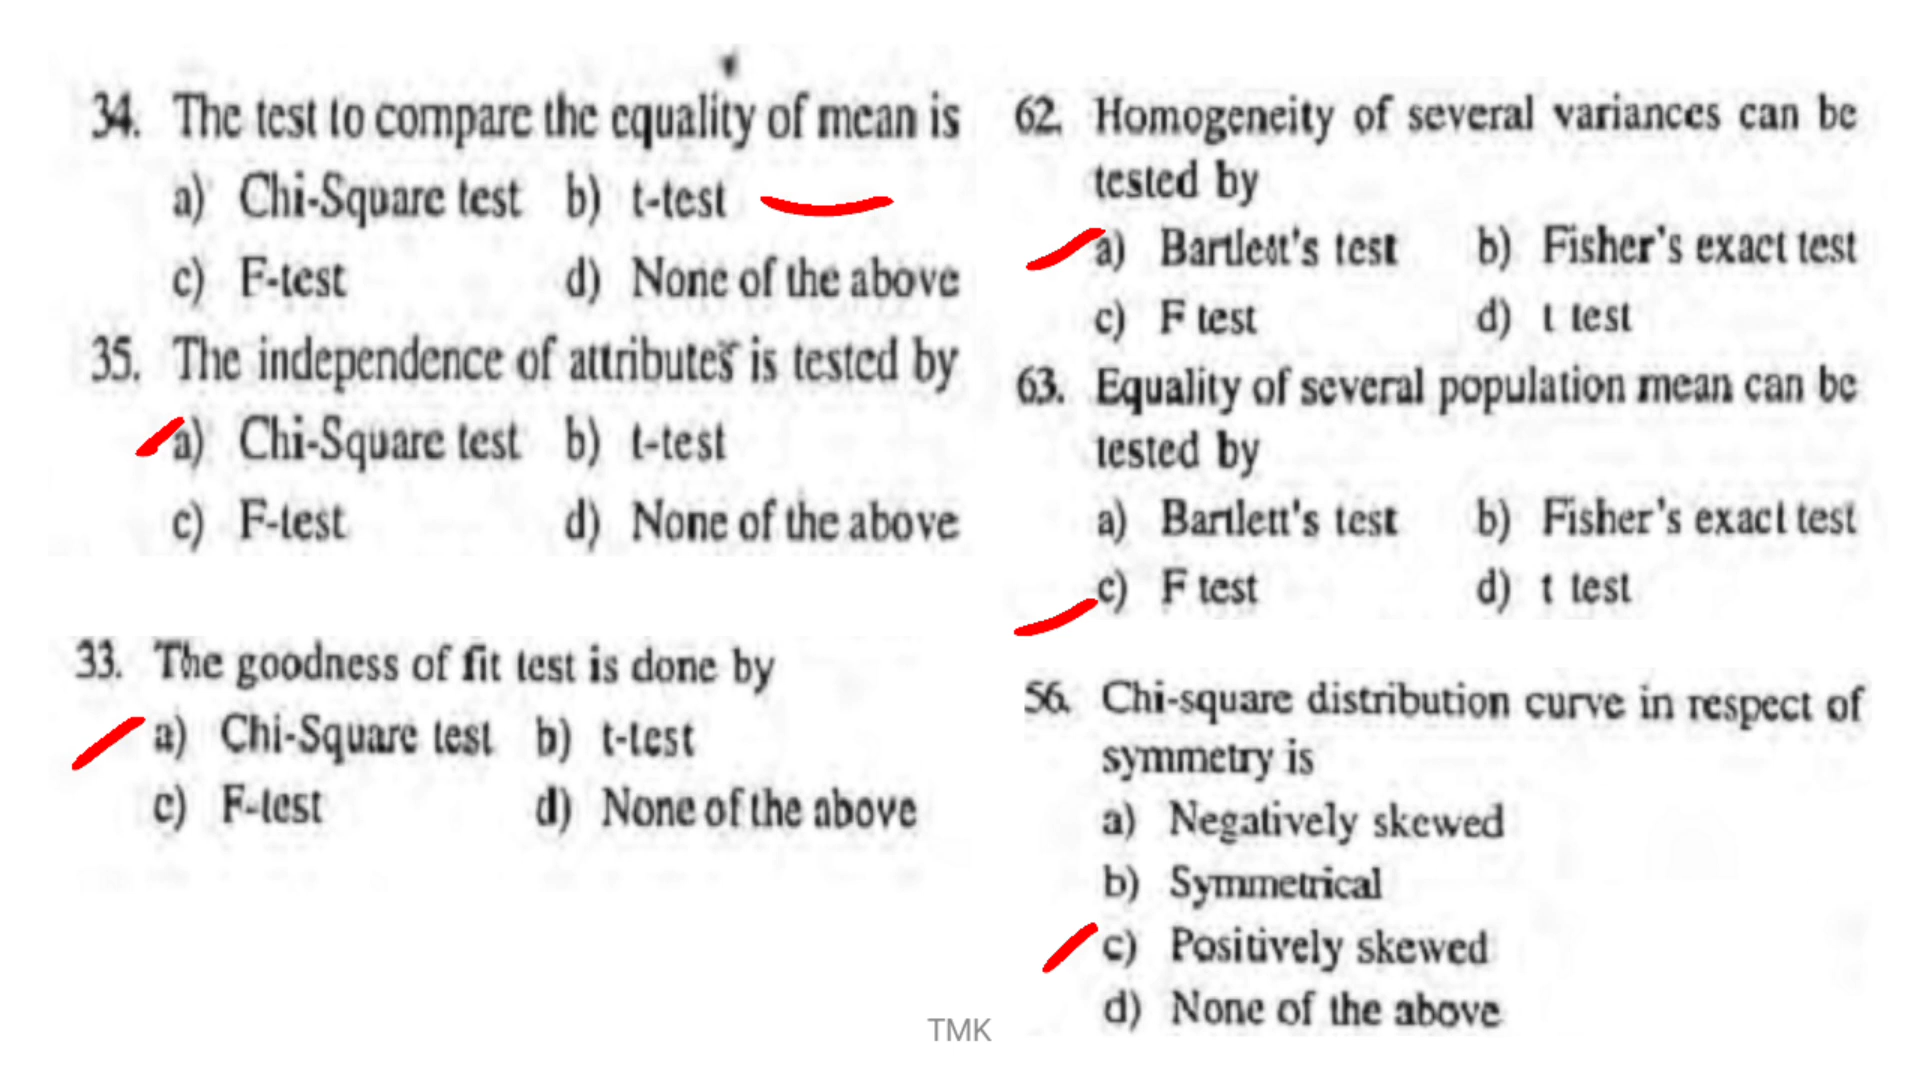 34. The test to compare the equality of mean is
a) Chi-Square test b) t-test
c) F-test d) None of the above
35. The independence of attributes is tested by
a) Chi-Square test b) t-test
c) F-test d) None of the above
33. The goodness of fit test is done by
a) Chi-Square test b) t-test
c) F-test d) None of the above
62. Homogeneity of several variances can be
tested by
a) Bartlett's test b) Fisher's exact test
c) F test d) t test
63. Equality of several population mean can be
tested by
a) Bartlett's test b) Fisher's exact test
c) F test d) t test
56. Chi-square distribution curve in respect of
symmetry is
a) Negatively skewed
b) Symmetrical
c) Positively skewed
d) None of the above
TMK